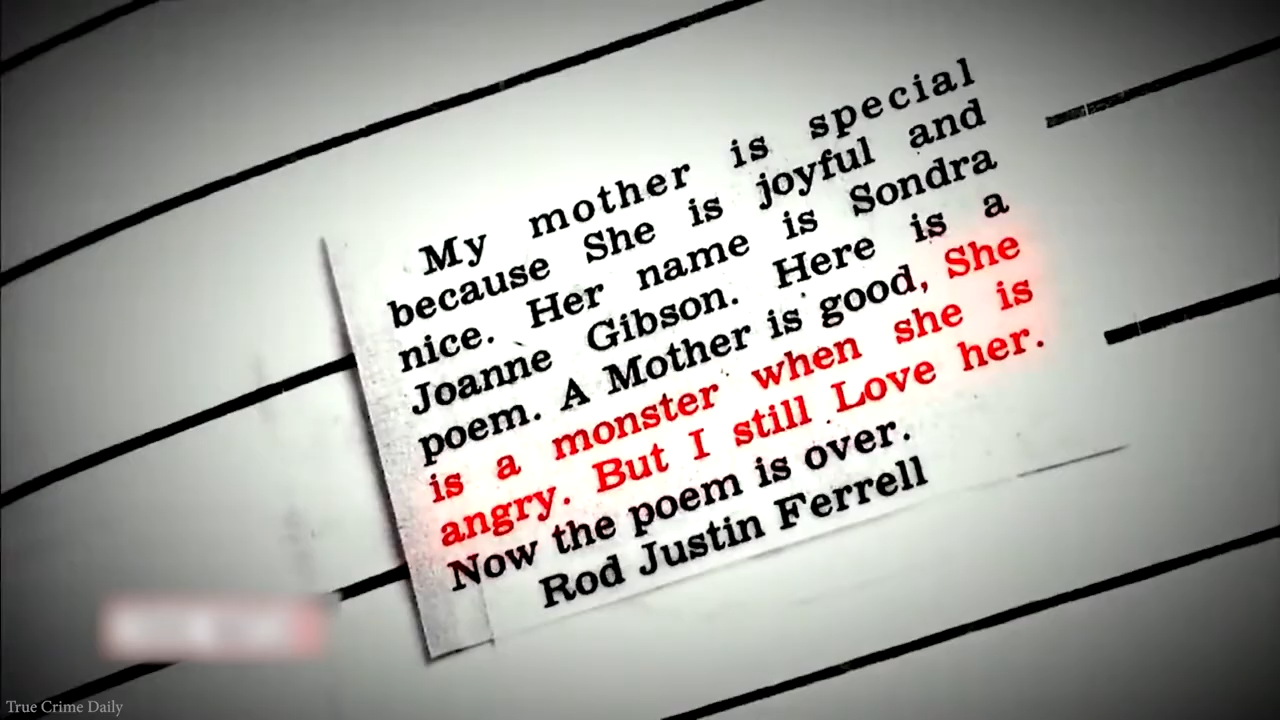 My mother is special
because She is joyful and
nice. Her name is Sondra
Joanne Gibson. Here is a
poem. A Mother is good, She
is a monster when she is
angry. But I still Love her.
Now the poem is over.
Rod Justin Ferrell
True Crime Daily